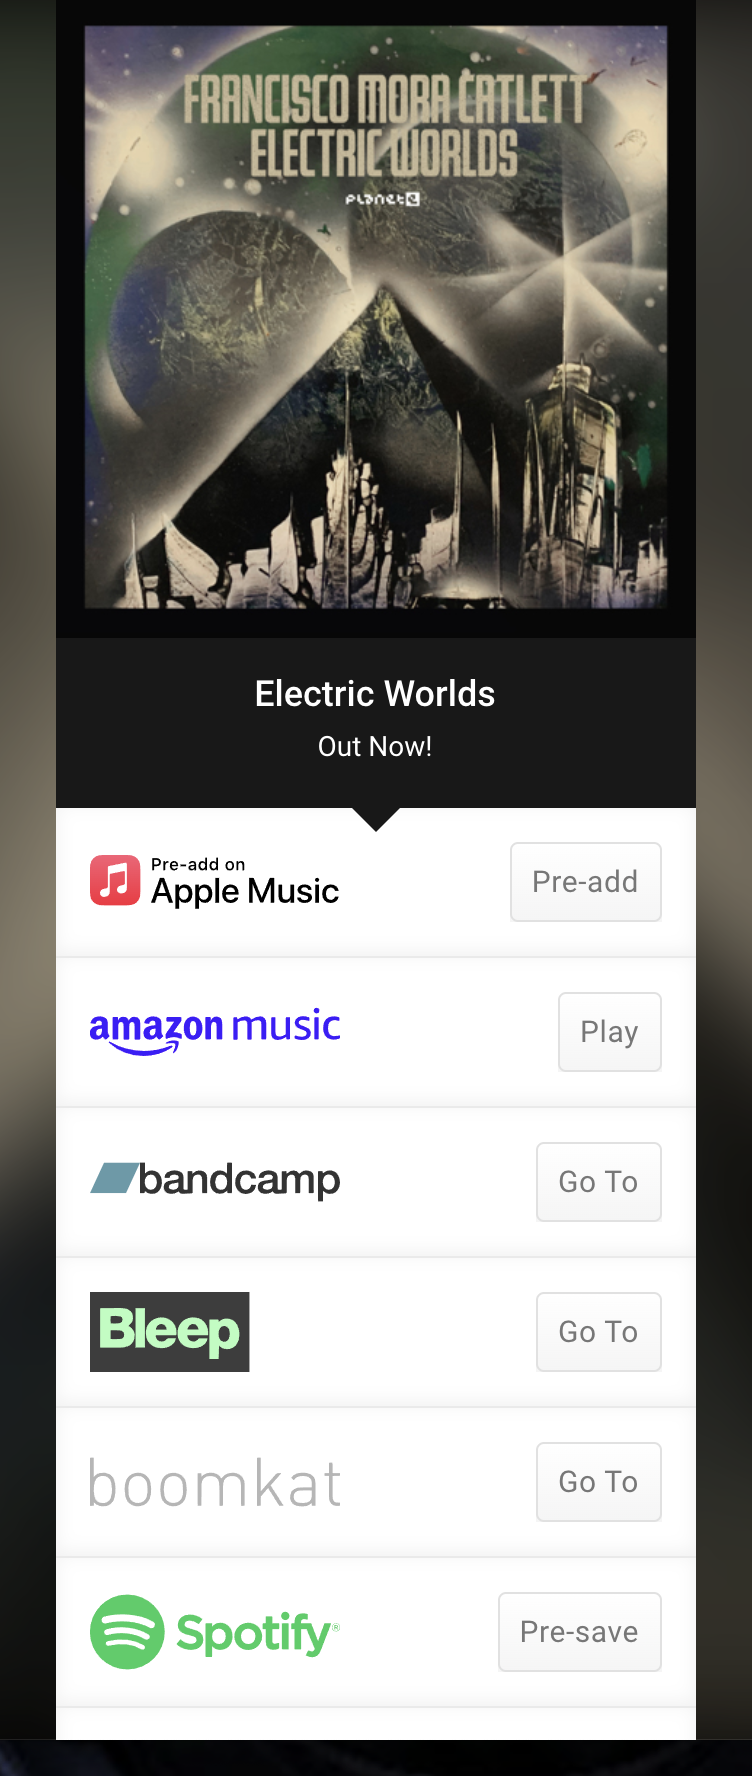 FRANCISCO MORA CATLETT
ELECTRIC WORLDS
planet e
Electric Worlds
Out Now!
Pre-add on
Apple Music
Pre-add
amazon music
Play
bandcamp
Go To
Bleep
Go To
boomkat
Go To
Spotify®
Pre-save